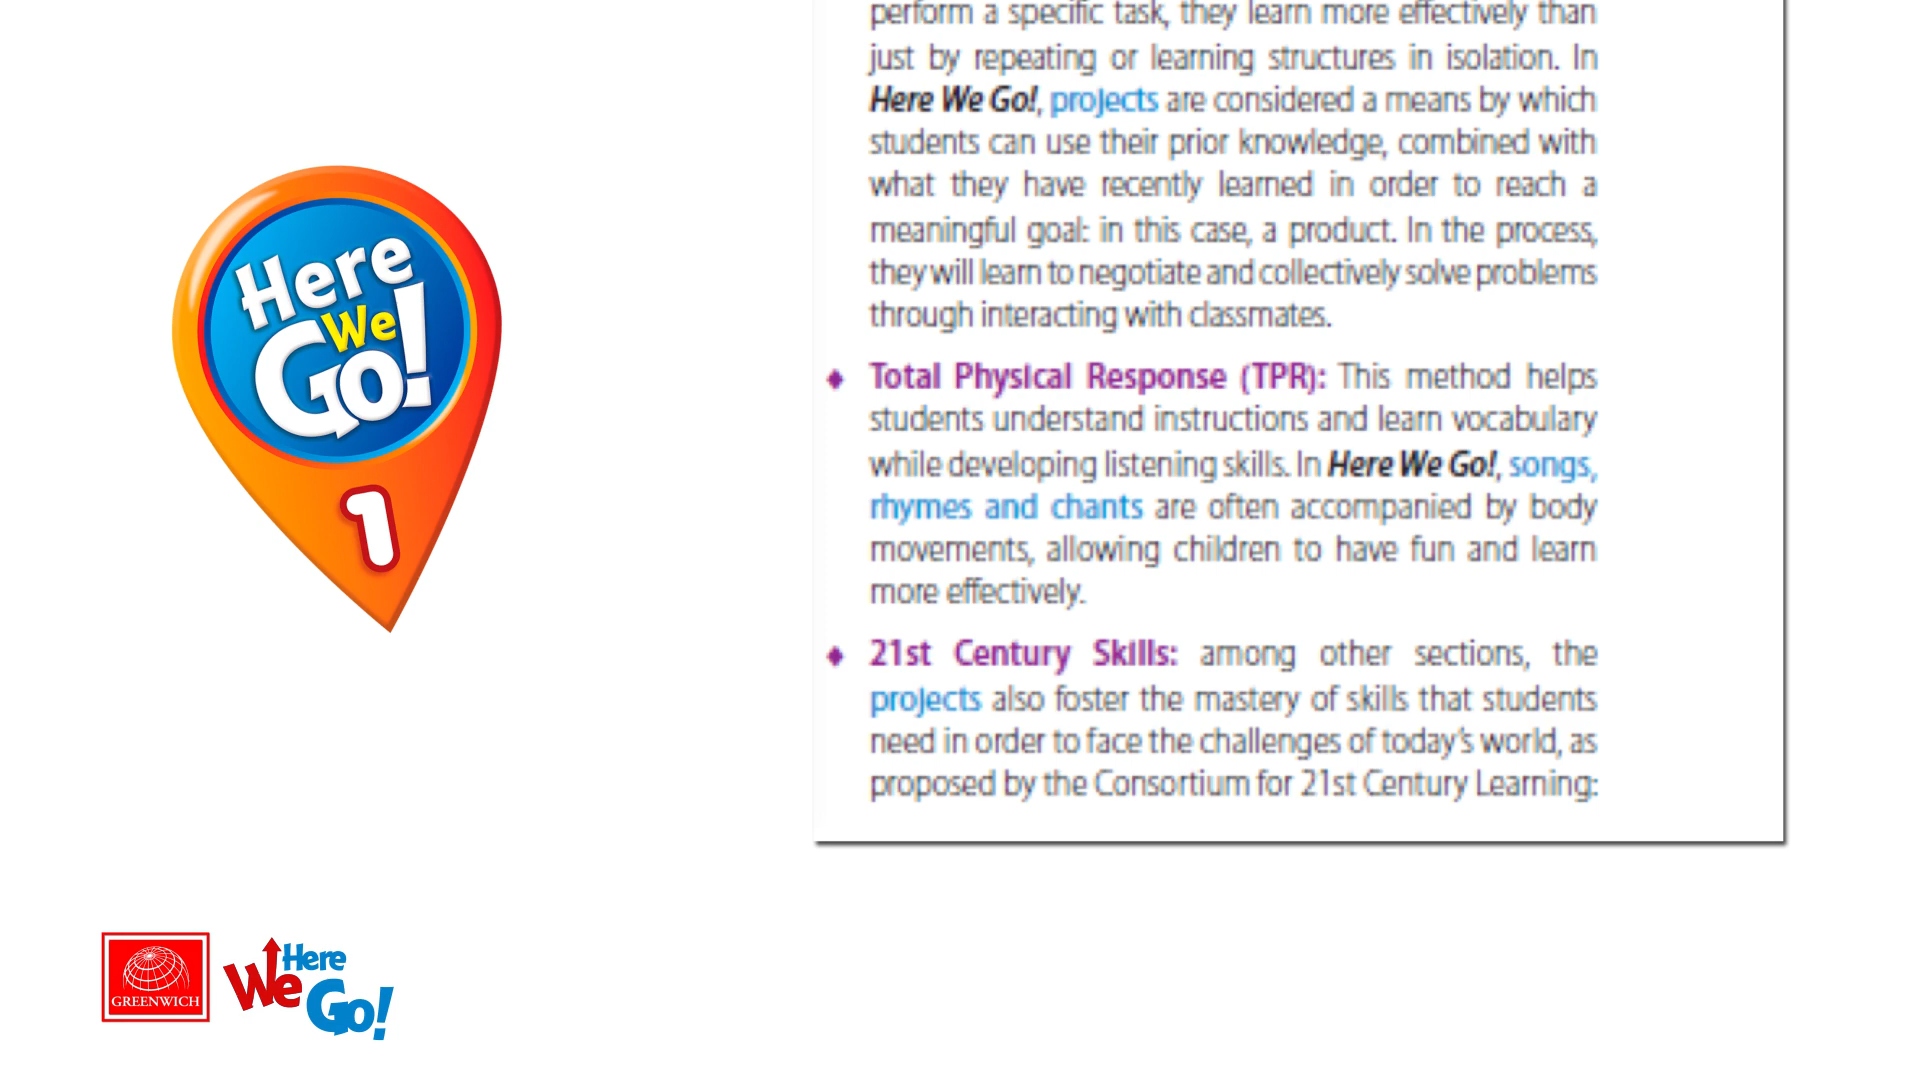 Here
We
Go!
1
perform a specific task, they learn more effectively than
just by repeating or learning structures in isolation. In
Here We Go!, projects are considered a means by which
students can use their prior knowledge, combined with
what they have recently learned in order to reach a
meaningful goal: in this case, a product. In the process,
they will learn to negotiate and collectively solve problems
through interacting with classmates.
♦ Total Physical Response (TPR): This method helps
students understand instructions and learn vocabulary
while developing listening skills. In Here We Go!, songs,
rhymes and chants are often accompanied by body
movements, allowing children to have fun and learn
more effectively.
♦ 21st Century Skills: among other sections, the
projects also foster the mastery of skills that students
need in order to face the challenges of today's world, as
proposed by the Consortium for 21st Century Learning:
GREENWICH
Here
We
Go!